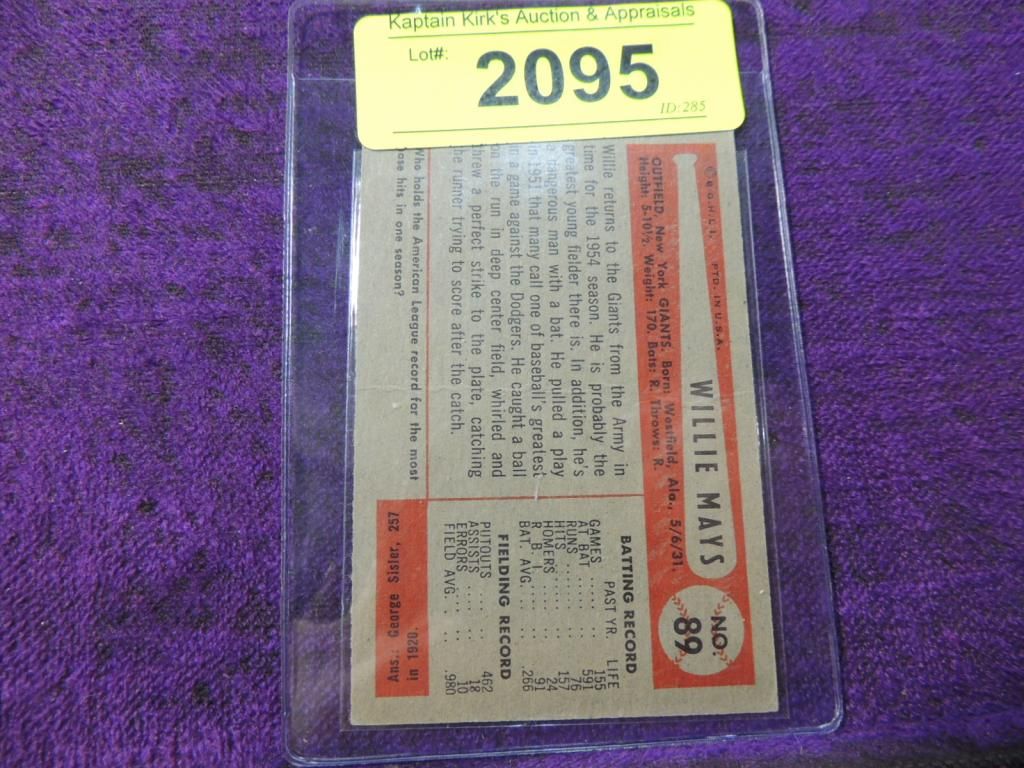 Kaptain Kirk's Auction & Appraisals
Lot#:
2095
ID:285
PTD. IN U.S.A.
WILLIE MAYS
NO. 89
OUTFIELD, New York GIANTS. Born: Westfield, Ala., 5/6/31.
Height: 5-10½. Weight: 170. Bats: R. Throws: R.
Willie returns to the Giants from the Army in
time for the 1954 season. He is probably the
greatest young fielder there is. In addition, he's
a dangerous man with a bat. He pulled a play
in 1951 that many call one of baseball's greatest
in a game against the Dodgers. He caught a ball
on the run in deep center field, whirled and
threw a perfect strike to the plate, catching
the runner trying to score after the catch.
BATTING RECORD
PAST YR. LIFE
GAMES .... 155
AT BAT .... 591
RUNS ...... 76
HITS ....... 157
HOMERS .... 24
R. B. I. ..... 91
BAT. AVG. .. .266
FIELDING RECORD
PUTOUTS .... 462
ASSISTS .... 18
ERRORS ... 10
FIELD AVG. . .980
Who holds the American League record for the most
base hits in one season?
Ans.: George Sisler, 257
in 1920.